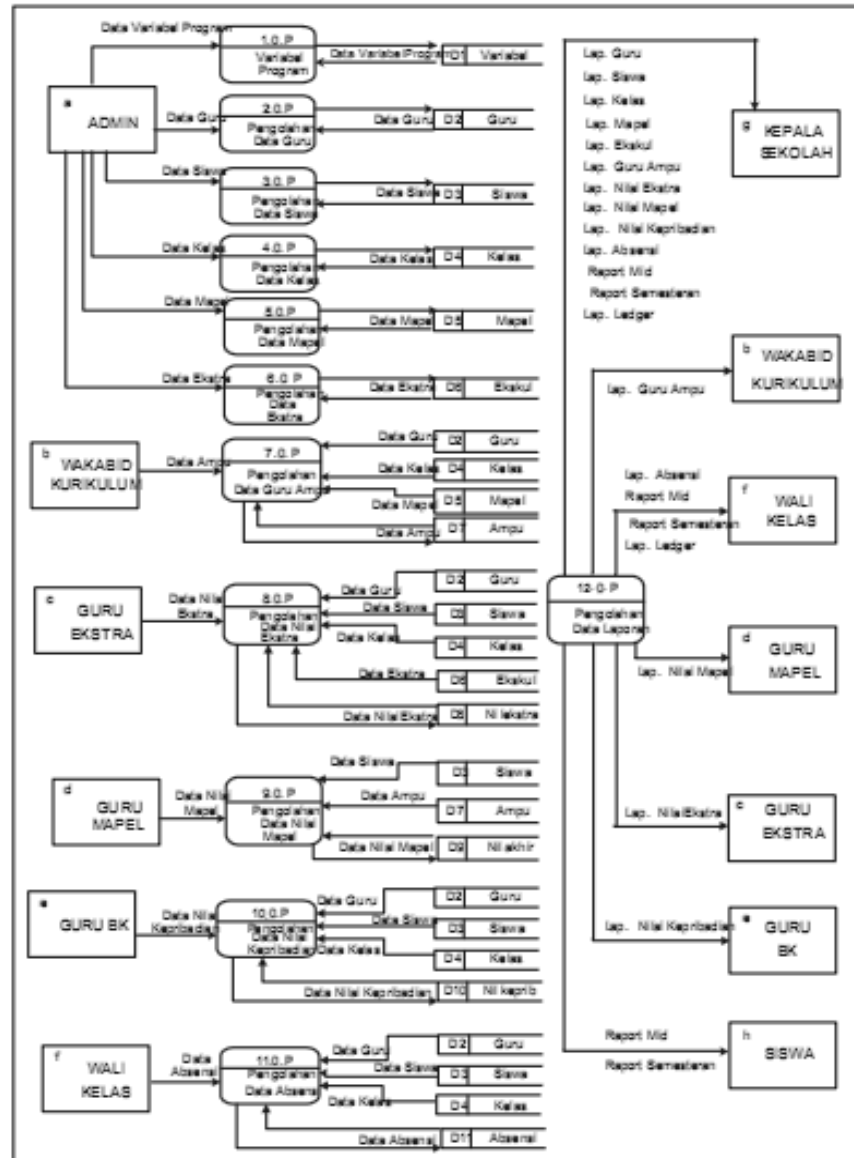 Data Variabel Program
1.0.P
Variabel
Program
Data VariabelProgram
D1 Variabel
a
ADMIN
Data Guru
2.0.P
Pengolahan
Data Guru
Data Guru
D2 Guru
Data Siswa
3.0.P
Pengolahan
Data Siswa
Data Siswa
D3 Siswa
Data Kelas
4.0.P
Pengolahan
Data Kelas
Data Kelas
D4 Kelas
Data Mapel
5.0.P
Pengolahan
Data Mapel
Data Mapel
D5 Mapel
Data Ekstra
6.0.P
Pengolahan
Data
Ekstra
Data Ekstra
D6 Ekskul
b
WAKABID
KURIKULUM
Data Ampu
7.0.P
Pengolahan
Data Guru Ampu
Data Guru
D2 Guru
Data Kelas
D4 Kelas
Data Mapel
D5 Mapel
Data Ampu
D7 Ampu
c
GURU
EKSTRA
Data Nilai
Ekstra
8.0.P
Pengolahan
Data Nilai
Ekstra
Data Guru
D2 Guru
Data Siswa
Siswa
Data Kelas
D4 Kelas
Data Ekstra
D6 Ekskul
Data NilaiEkstra
Nilekstra
d
GURU
MAPEL
Data Nilai
Mapel
9.0.P
Pengolahan
Data Nilai
Mapel
Data Siswa
D3 Siswa
Data Ampu
D7 Ampu
Data Nilai Mapel
D9 Nilakhir
e
GURU BK
Data Nilai
Kepribadian
10.0.P
Pengolahan
Data Nilai
Kepribadian
Data Guru
D2 Guru
Data Siswa
D3 Siswa
Data Kelas
D4 Kelas
Data Nilai Kepribadian
D10 Nilkeprib
f
WALI
KELAS
Data
Absensi
11.0.P
Pengolahan
Data Absensi
Data Guru
D2 Guru
Data Siswa
D3 Siswa
Data Kelas
D4 Kelas
Data Absensi
D11 Absensi
12-0-P
Pengolahan
Data Laporan
Lap. Guru
Lap. Siswa
Lap. Kelas
Lap. Mapel
Lap. Ekskul
Lap. Guru Ampu
Lap. Nilai Ekstra
Lap. Nilai Mapel
Lap. Nilai Kepribadian
Lap. Absensi
Raport Mid
Raport Semesteran
Lap. Ledger
g
KEPALA
SEKOLAH
Lap. Guru Ampu
b
WAKABID
KURIKULUM
Lap. Absensi
Raport Mid
Raport Semesteran
Lap. Ledger
f
WALI
KELAS
Lap. Nilai Mapel
d
GURU
MAPEL
Lap. NilaiEkstra
c
GURU
EKSTRA
Lap. Nilai Kepribadian
e
GURU
BK
Raport Mid
Raport Semesteran
h
SISWA